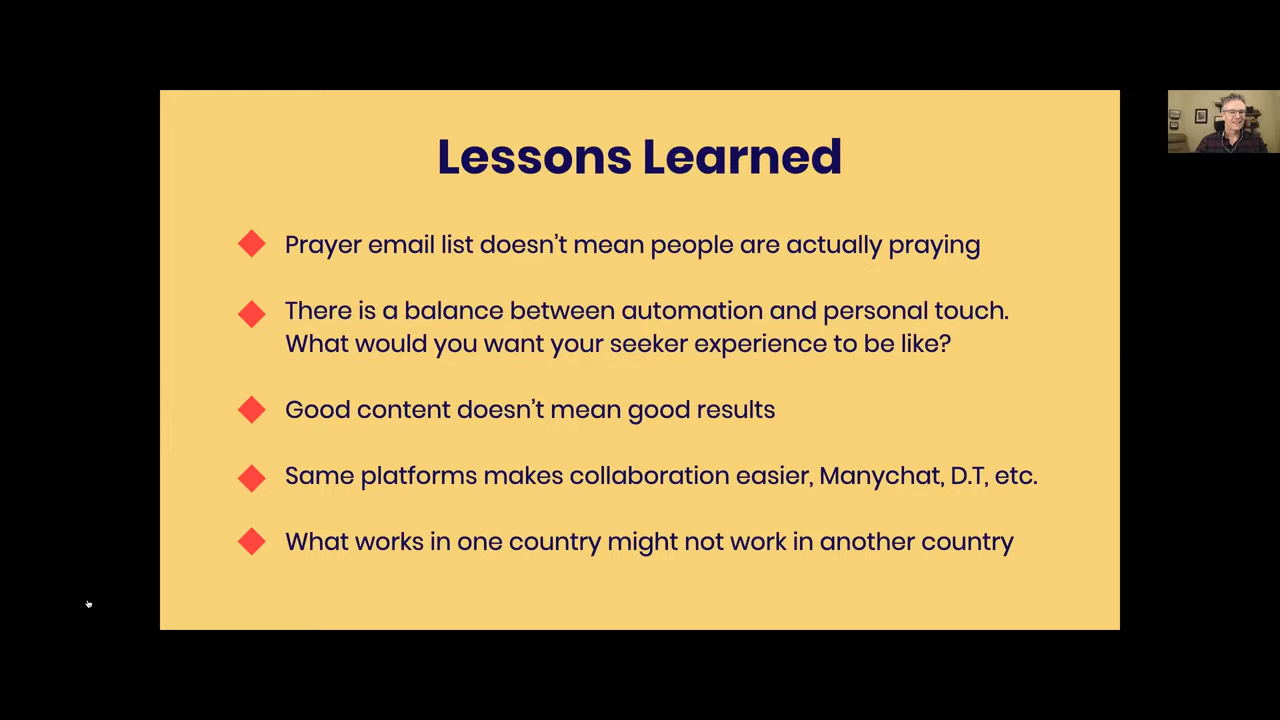 Lessons Learned
Prayer email list doesn't mean people are actually praying
There is a balance between automation and personal touch.
What would you want your seeker experience to be like?
Good content doesn't mean good results
Same platforms makes collaboration easier, Manychat, D.T, etc.
What works in one country might not work in another country